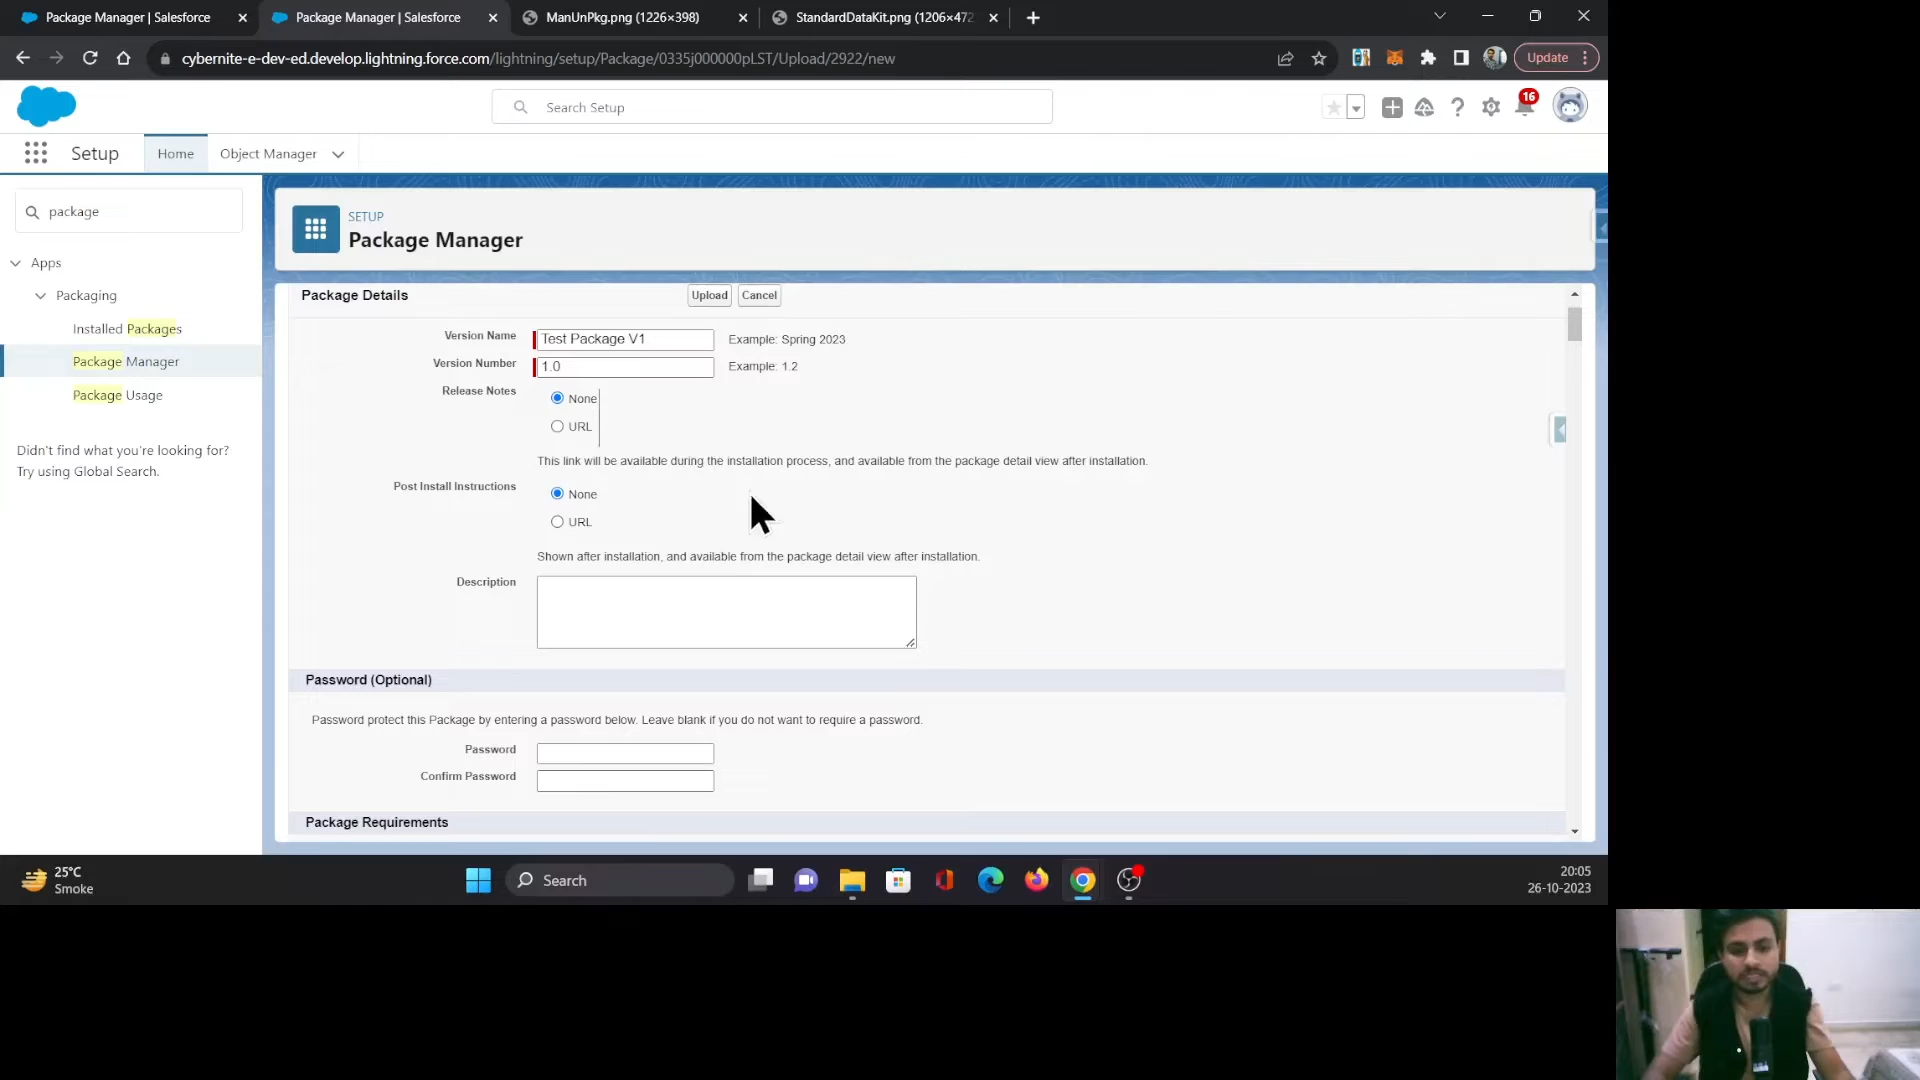 Package Manager | Salesforce
Package Manager | Salesforce
ManUnPkg.png (1226×398)
StandardDataKit.png (1206×472
cybernite-e-dev-ed.develop.lightning.force.com/lightning/setup/Package/0335j000000pLST/Upload/2922/new
Update
Search Setup
16
Setup
Home
Object Manager
package
SETUP
Package Manager
Apps
Packaging
Installed Packages
Package Manager
Package Usage
Didn't find what you're looking for?
Try using Global Search.
Package Details
Upload
Cancel
Version Name
Test Package V1
Example: Spring 2023
Version Number
1.0
Example: 1.2
Release Notes
None
URL
This link will be available during the installation process, and available from the package detail view after installation.
Post Install Instructions
None
URL
Shown after installation, and available from the package detail view after installation.
Description
Password (Optional)
Password protect this Package by entering a password below. Leave blank if you do not want to require a password.
Password
Confirm Password
Package Requirements
25°C
Smoke
Search
20:05
26-10-2023